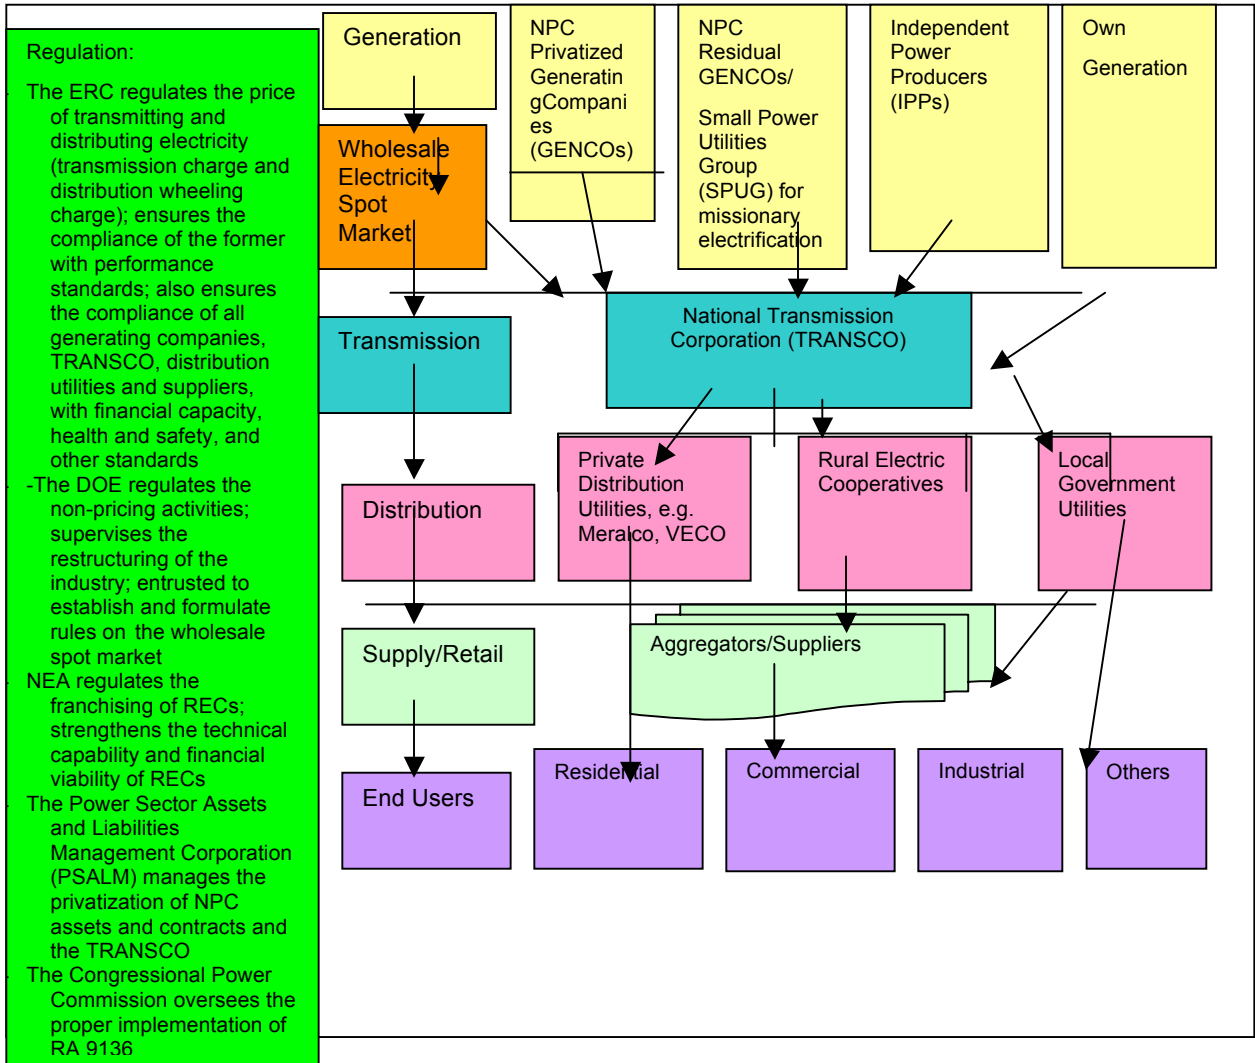 Regulation:
The ERC regulates the price
of transmitting and
distributing electricity
(transmission charge and
distribution wheeling
charge); ensures the
compliance of the former
with performance
standards; also ensures
the compliance of all
generating companies,
TRANSCO, distribution
utilities and suppliers,
with financial capacity,
health and safety, and
other standards
-The DOE regulates the
non-pricing activities;
supervises the
restructuring of the
industry; entrusted to
establish and formulate
rules on the wholesale
spot market
NEA regulates the
franchising of RECs;
strengthens the technical
capability and financial
viability of RECs
The Power Sector Assets
and Liabilities
Management Corporation
(PSALM) manages the
privatization of NPC
assets and contracts and
the TRANSCO
The Congressional Power
Commission oversees the
proper implementation of
RA 9136
Generation
NPC
Privatized
Generatin
gCompani
es
(GENCOs)
NPC
Residual
GENCOs/
Small Power
Utilities
Group
(SPUG) for
missionary
electrification
Independent
Power
Producers
(IPPs)
Own
Generation
Wholesale
Electricity
Spot
Market
Transmission
National Transmission
Corporation (TRANSCO)
Distribution
Private
Distribution
Utilities, e.g.
Meralco, VECO
Rural Electric
Cooperatives
Local
Government
Utilities
Supply/Retail
Aggregators/Suppliers
End Users
Residential
Commercial
Industrial
Others